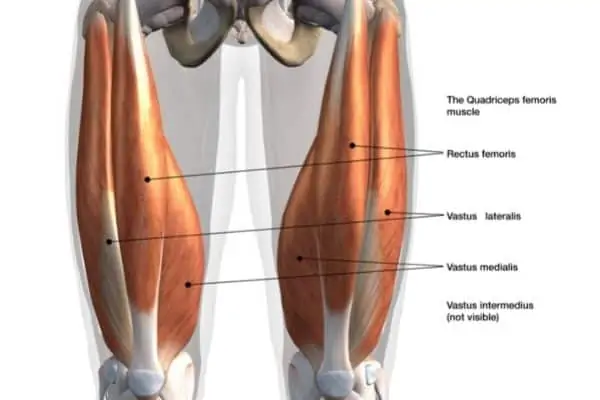 The Quadriceps femoris
muscle
Rectus femoris
Vastus lateralis
Vastus medialis
Vastus intermedius
(not visible)